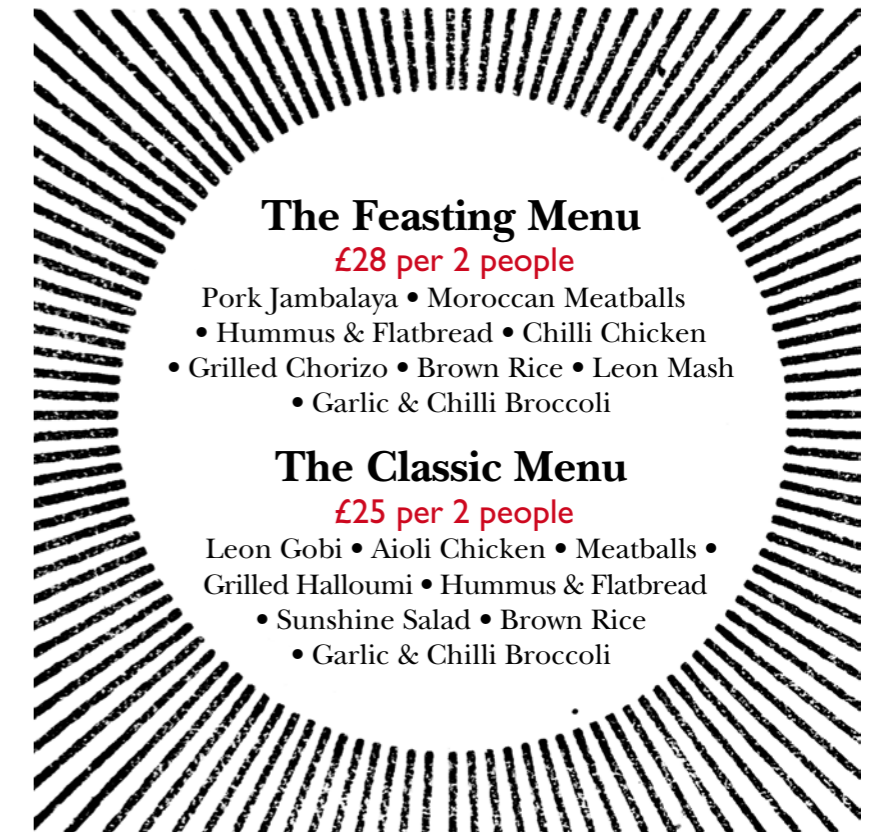 The Feasting Menu
£28 per 2 people
Pork Jambalaya • Moroccan Meatballs
• Hummus & Flatbread • Chilli Chicken
• Grilled Chorizo • Brown Rice • Leon Mash
• Garlic & Chilli Broccoli
The Classic Menu
£25 per 2 people
Leon Gobi • Aioli Chicken • Meatballs •
Grilled Halloumi • Hummus & Flatbread
• Sunshine Salad • Brown Rice
• Garlic & Chilli Broccoli